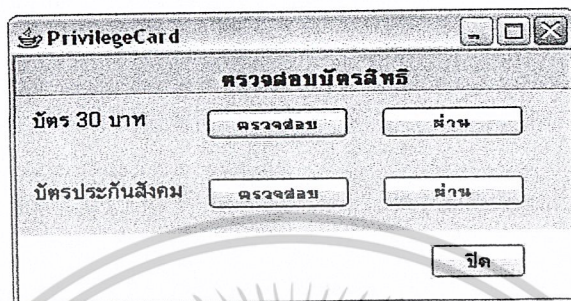 PrivilegeCard
ตรวจสอบบัตรสิทธิ
บัตร 30 บาท ตรวจสอบ ผ่าน
บัตรประกันสังคม ตรวจสอบ ผ่าน
ปิด